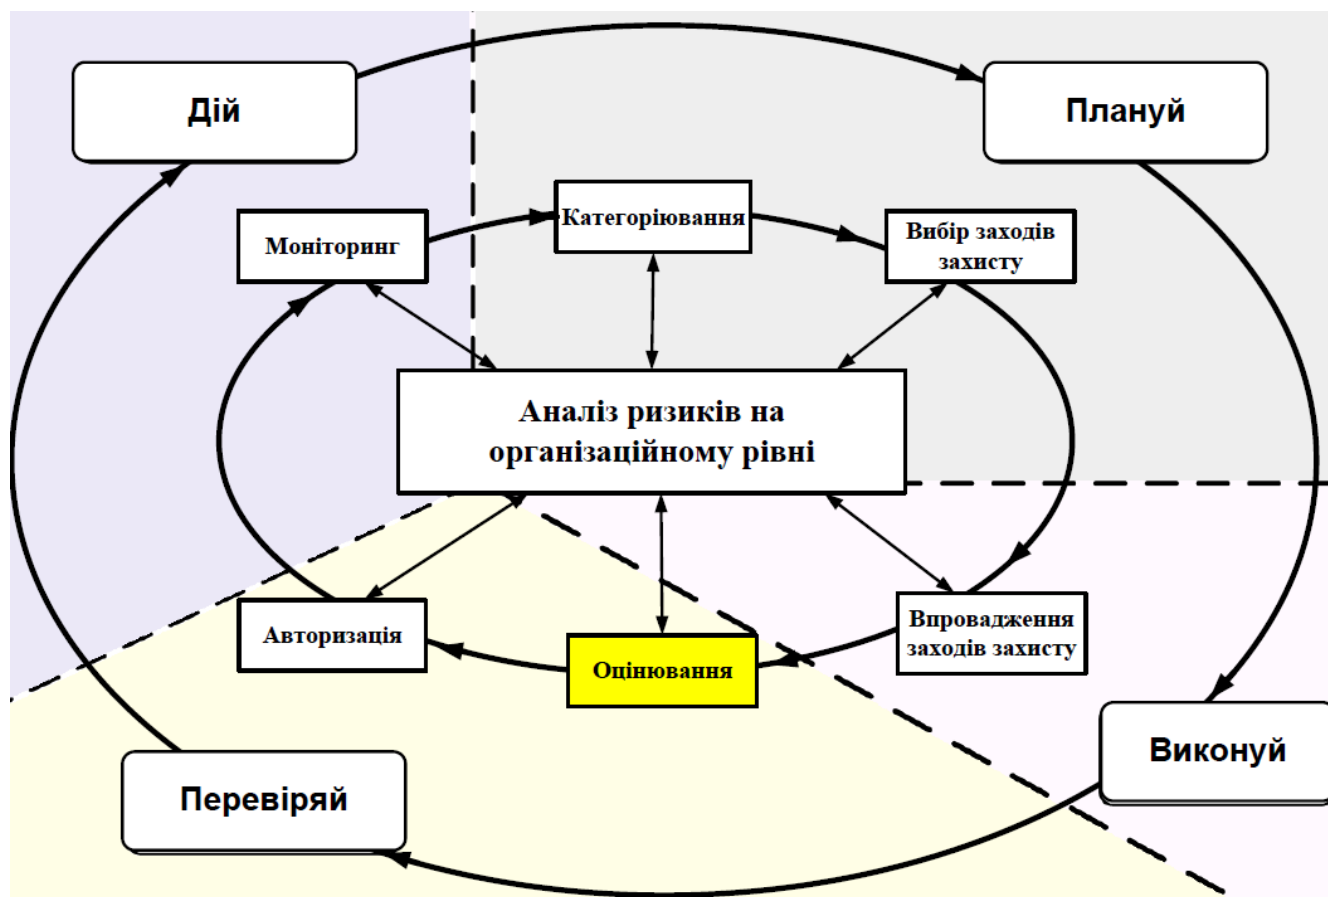 Дій
Плануй
Категоріювання
Моніторинг
Вибір заходів
захисту
Аналіз ризиків на
організаційному рівні
Авторизація
Оцінювання
Впровадження
заходів захисту
Виконуй
Перевіряй